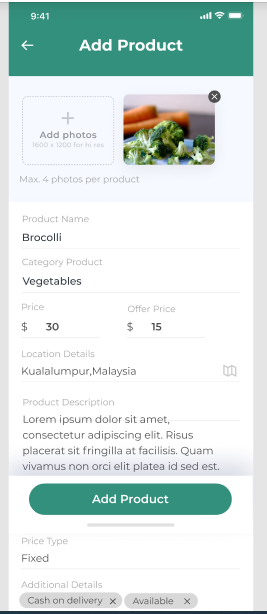 9:41
Add Product
Add photos
1600 x 1200 for hi res
Max. 4 photos per product
Product Name
Brocolli
Category Product
Vegetables
Price
Offer Price
$ 30
$ 15
Location Details
Kualalumpur,Malaysia
Product Description
Lorem ipsum dolor sit amet,
consectetur adipiscing elit. Risus
placerat sit fringilla at facilisis. Quam
vivamus non orci elit platea id sed est.
Add Product
Price Type
Fixed
Additional Details
Cash on delivery ×
Available ×